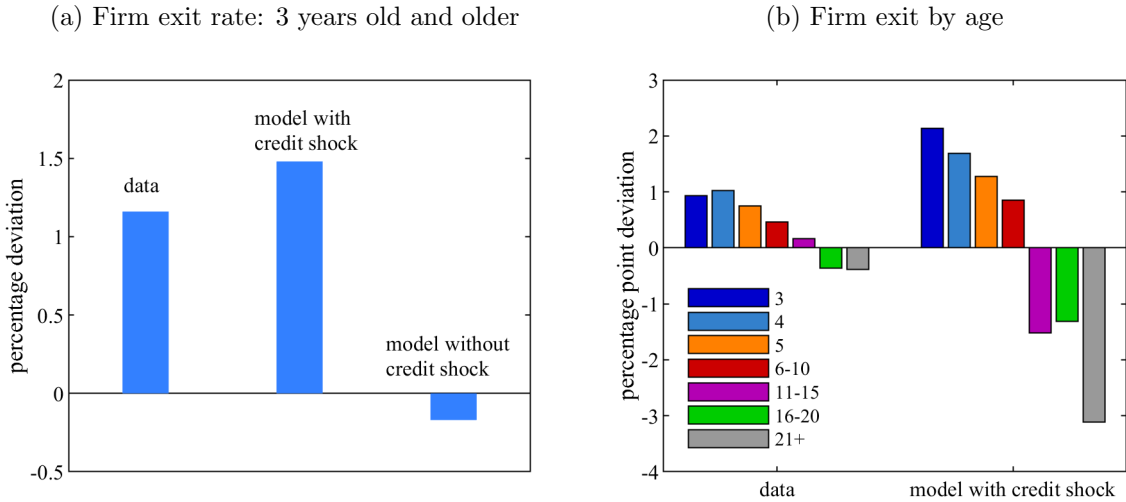 (a) Firm exit rate: 3 years old and older
percentage deviation
2
1.5
1
0.5
0
-0.5
data
model with
credit shock
model without
credit shock
(b) Firm exit by age
percentage point deviation
3
2
1
0
-1
-2
-3
-4
3
4
5
6-10
11-15
16-20
21+
data
model with credit shock